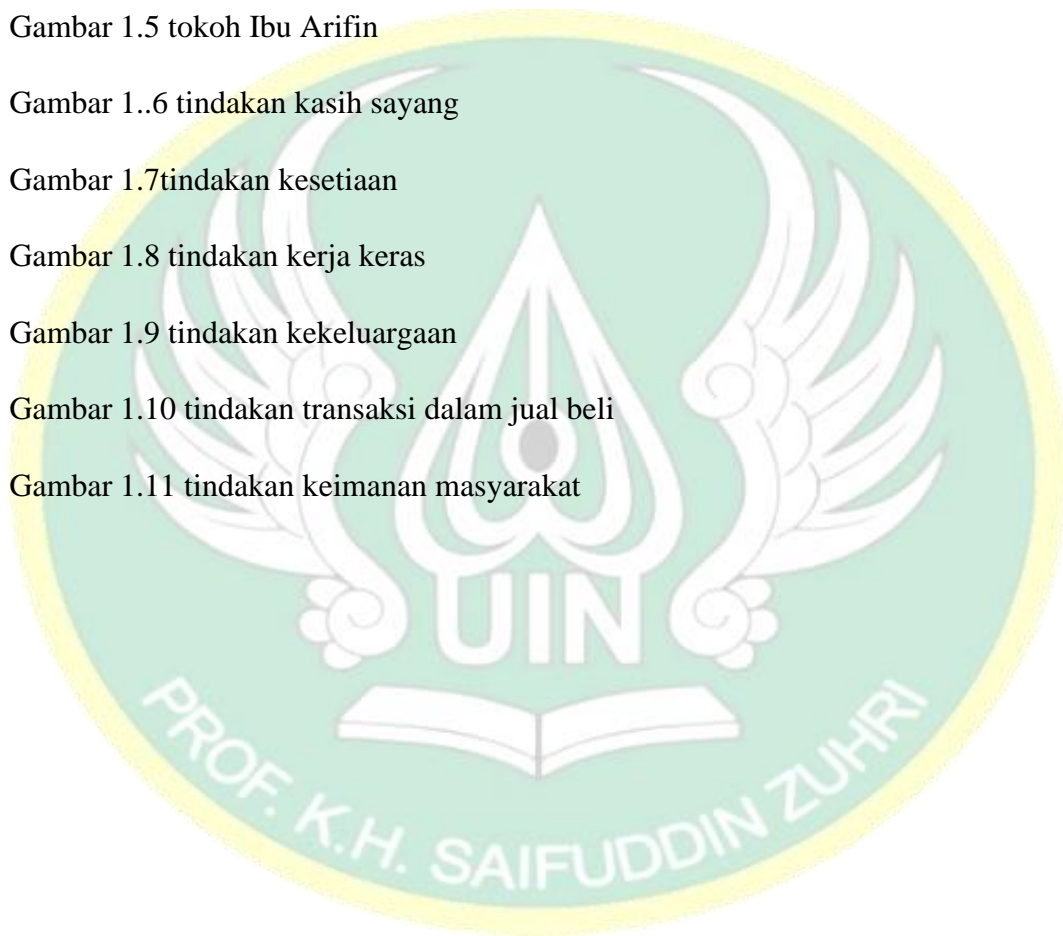 Gambar 1.5 tokoh Ibu Arifin
Gambar 1..6 tindakan kasih sayang
Gambar 1.7tindakan kesetiaan
Gambar 1.8 tindakan kerja keras
Gambar 1.9 tindakan kekeluargaan
Gambar 1.10 tindakan transaksi dalam jual beli
Gambar 1.11 tindakan keimanan masyarakat
UIN
PROF. K.H. SAIFUDDIN ZUHRI